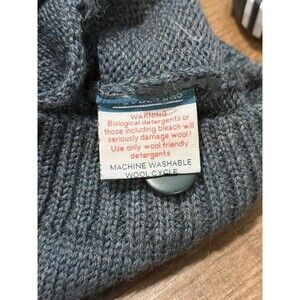 WARNING
Biological detergents or
those including bleach will
seriously damage wool!
Use only wool friendly
detergents
MACHINE WASHABLE
WOOL CYCLE